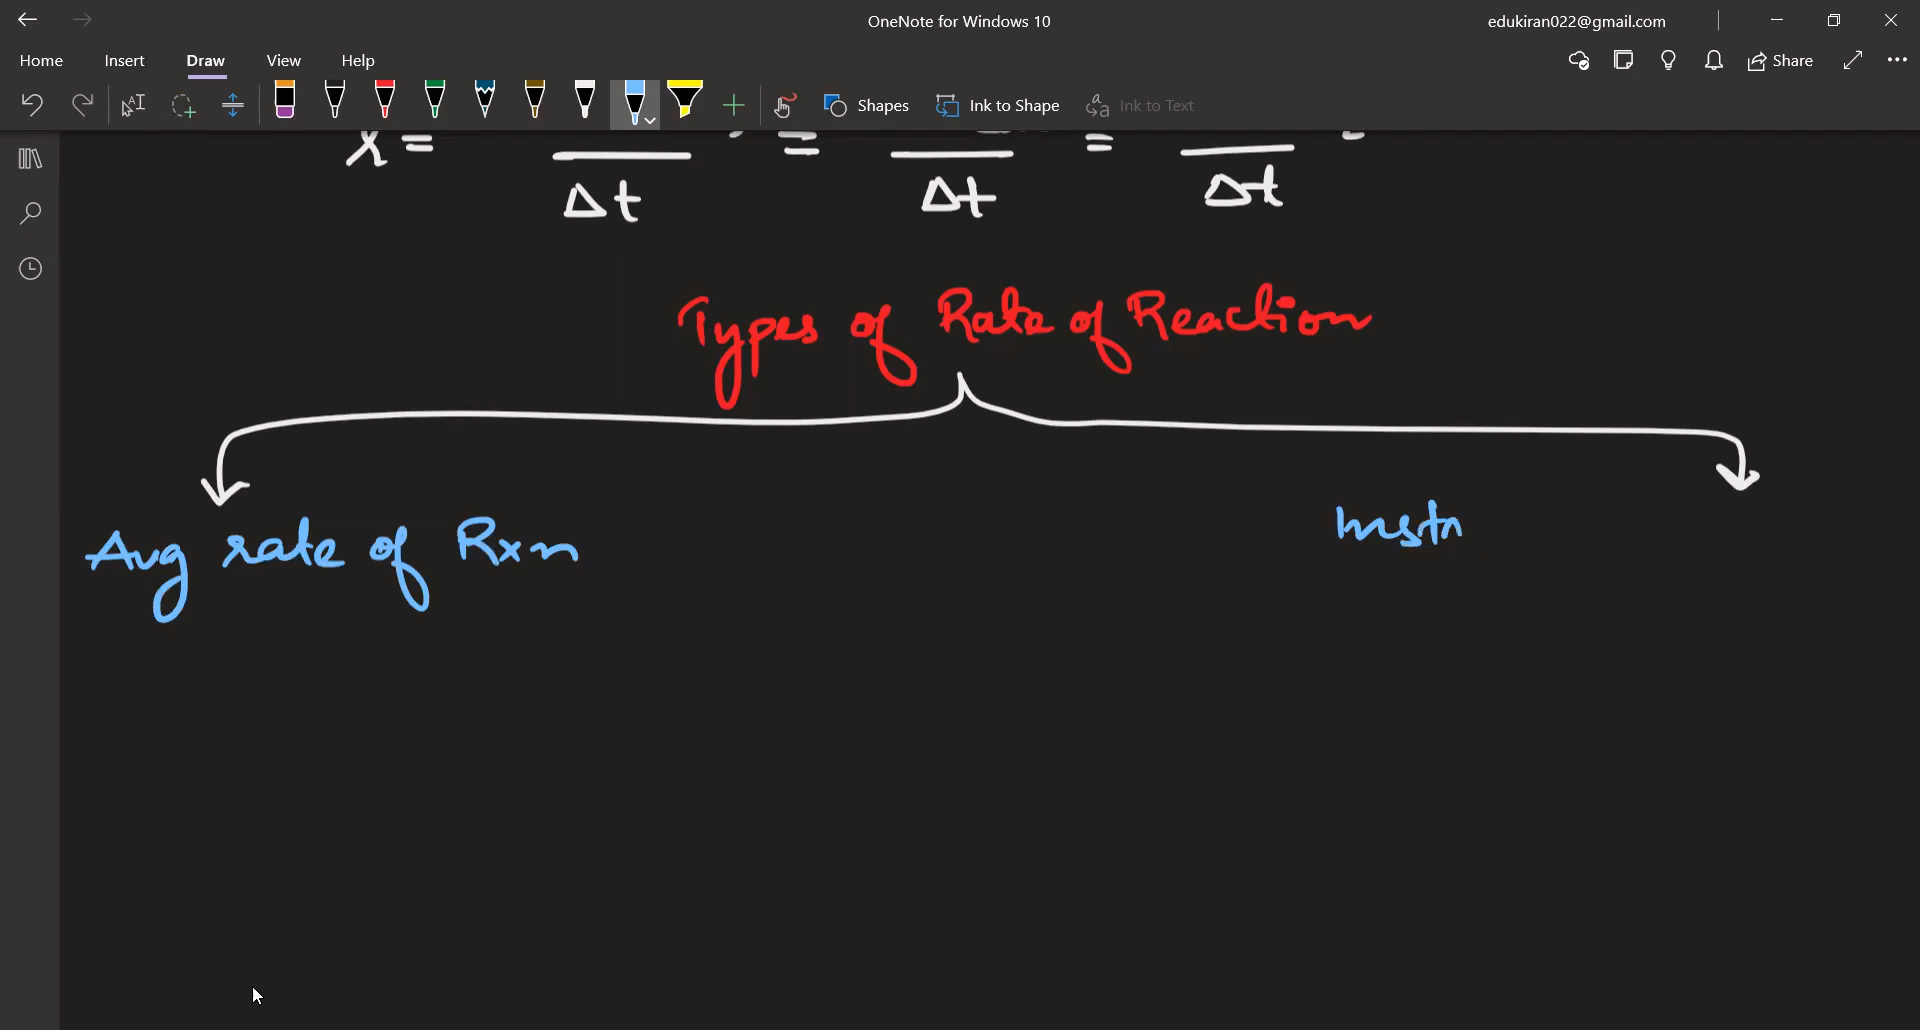 OneNote for Windows 10
edukiran022@gmail.com
Home Insert Draw View Help
Share
Shapes Ink to Shape Ink to Text
Δt Δt Δt
Types of Rate of Reaction
Avg rate of Rxn
Instn